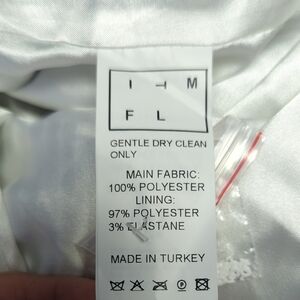 I H M
F L
GENTLE DRY CLEAN
ONLY
MAIN FABRIC:
100% POLYESTER
LINING:
97% POLYESTER
3% ELASTANE
MADE IN TURKEY